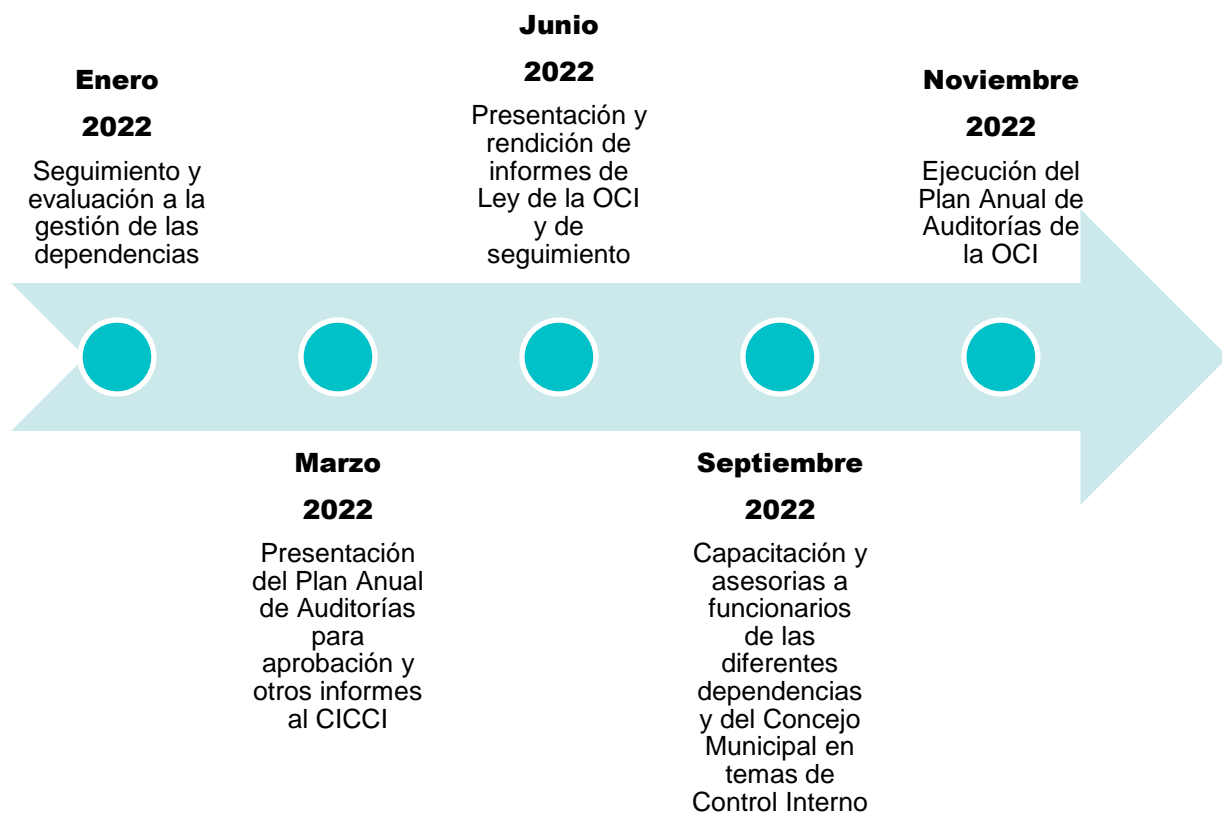 Enero
2022
Seguimiento y
evaluación a la
gestión de las
dependencias
Marzo
2022
Presentación
del Plan Anual
de Auditorías
para
aprobación y
otros informes
al CICCI
Junio
2022
Presentación y
rendición de
informes de
Ley de la OCI
y de
seguimiento
Septiembre
2022
Capacitación y
asesorias a
funcionarios
de las
diferentes
dependencias
y del Concejo
Municipal en
temas de
Control Interno
Noviembre
2022
Ejecución del
Plan Anual de
Auditorías de
la OCI